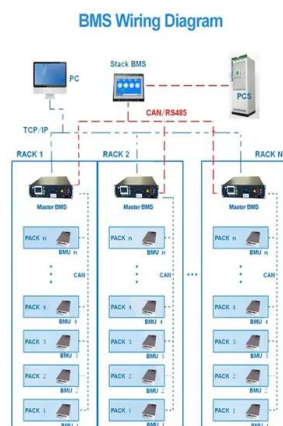 BMS Wiring Diagram
PC
Stack BMS
PCS
CAN/RS485
TCP/IP
RACK 1
RACK 2
RACK N
Master BMS
Master BMS
Master BMS
PACK n
BMU n
PACK n
BMU n
PACK n
BMU n
CAN
CAN
CAN
PACK 4
BMU 4
PACK 4
BMU 4
PACK 4
BMU 4
PACK 3
BMU 3
PACK 3
BMU 3
PACK 3
BMU 3
PACK 2
BMU 2
PACK 2
BMU 2
PACK 2
BMU 2
PACK 1
PACK 1
PACK 1